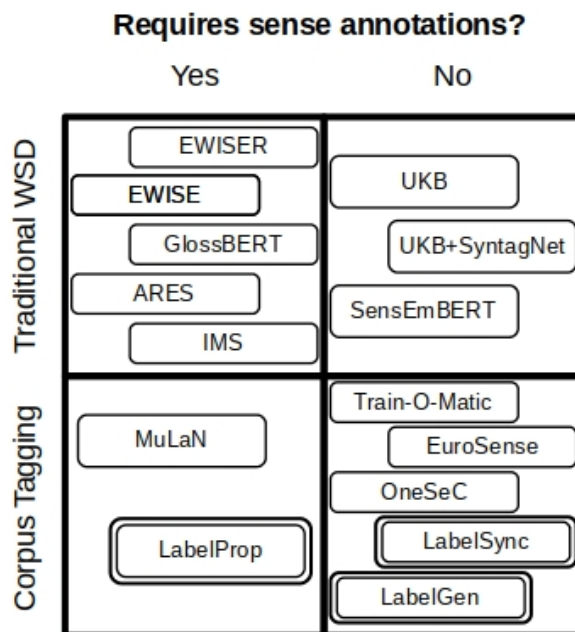 Requires sense annotations?
Yes
No
Traditional WSD
EWISER
EWISE
GlossBERT
ARES
IMS
UKB
UKB+SyntagNet
SensEmBERT
Corpus Tagging
MuLaN
LabelProp
Train-O-Matic
EuroSense
OneSeC
LabelSync
LabelGen